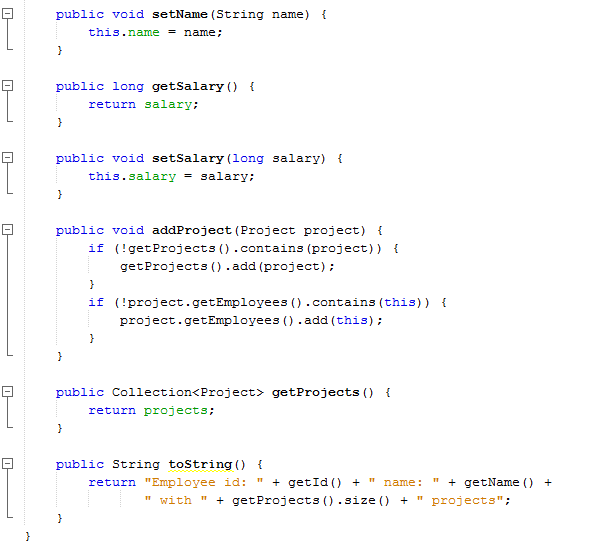 public void setName(String name) {
    this.name = name;
}
public long getSalary() {
    return salary;
}
public void setSalary(long salary) {
    this.salary = salary;
}
public void addProject(Project project) {
    if (!getProjects().contains(project)) {
        getProjects().add(project);
    }
    if (!project.getEmployees().contains(this)) {
        project.getEmployees().add(this);
    }
}
public Collection<Project> getProjects() {
    return projects;
}
public String toString() {
    return "Employee id: " + getId() + " name: " + getName() +
           " with " + getProjects().size() + " projects";
}
}